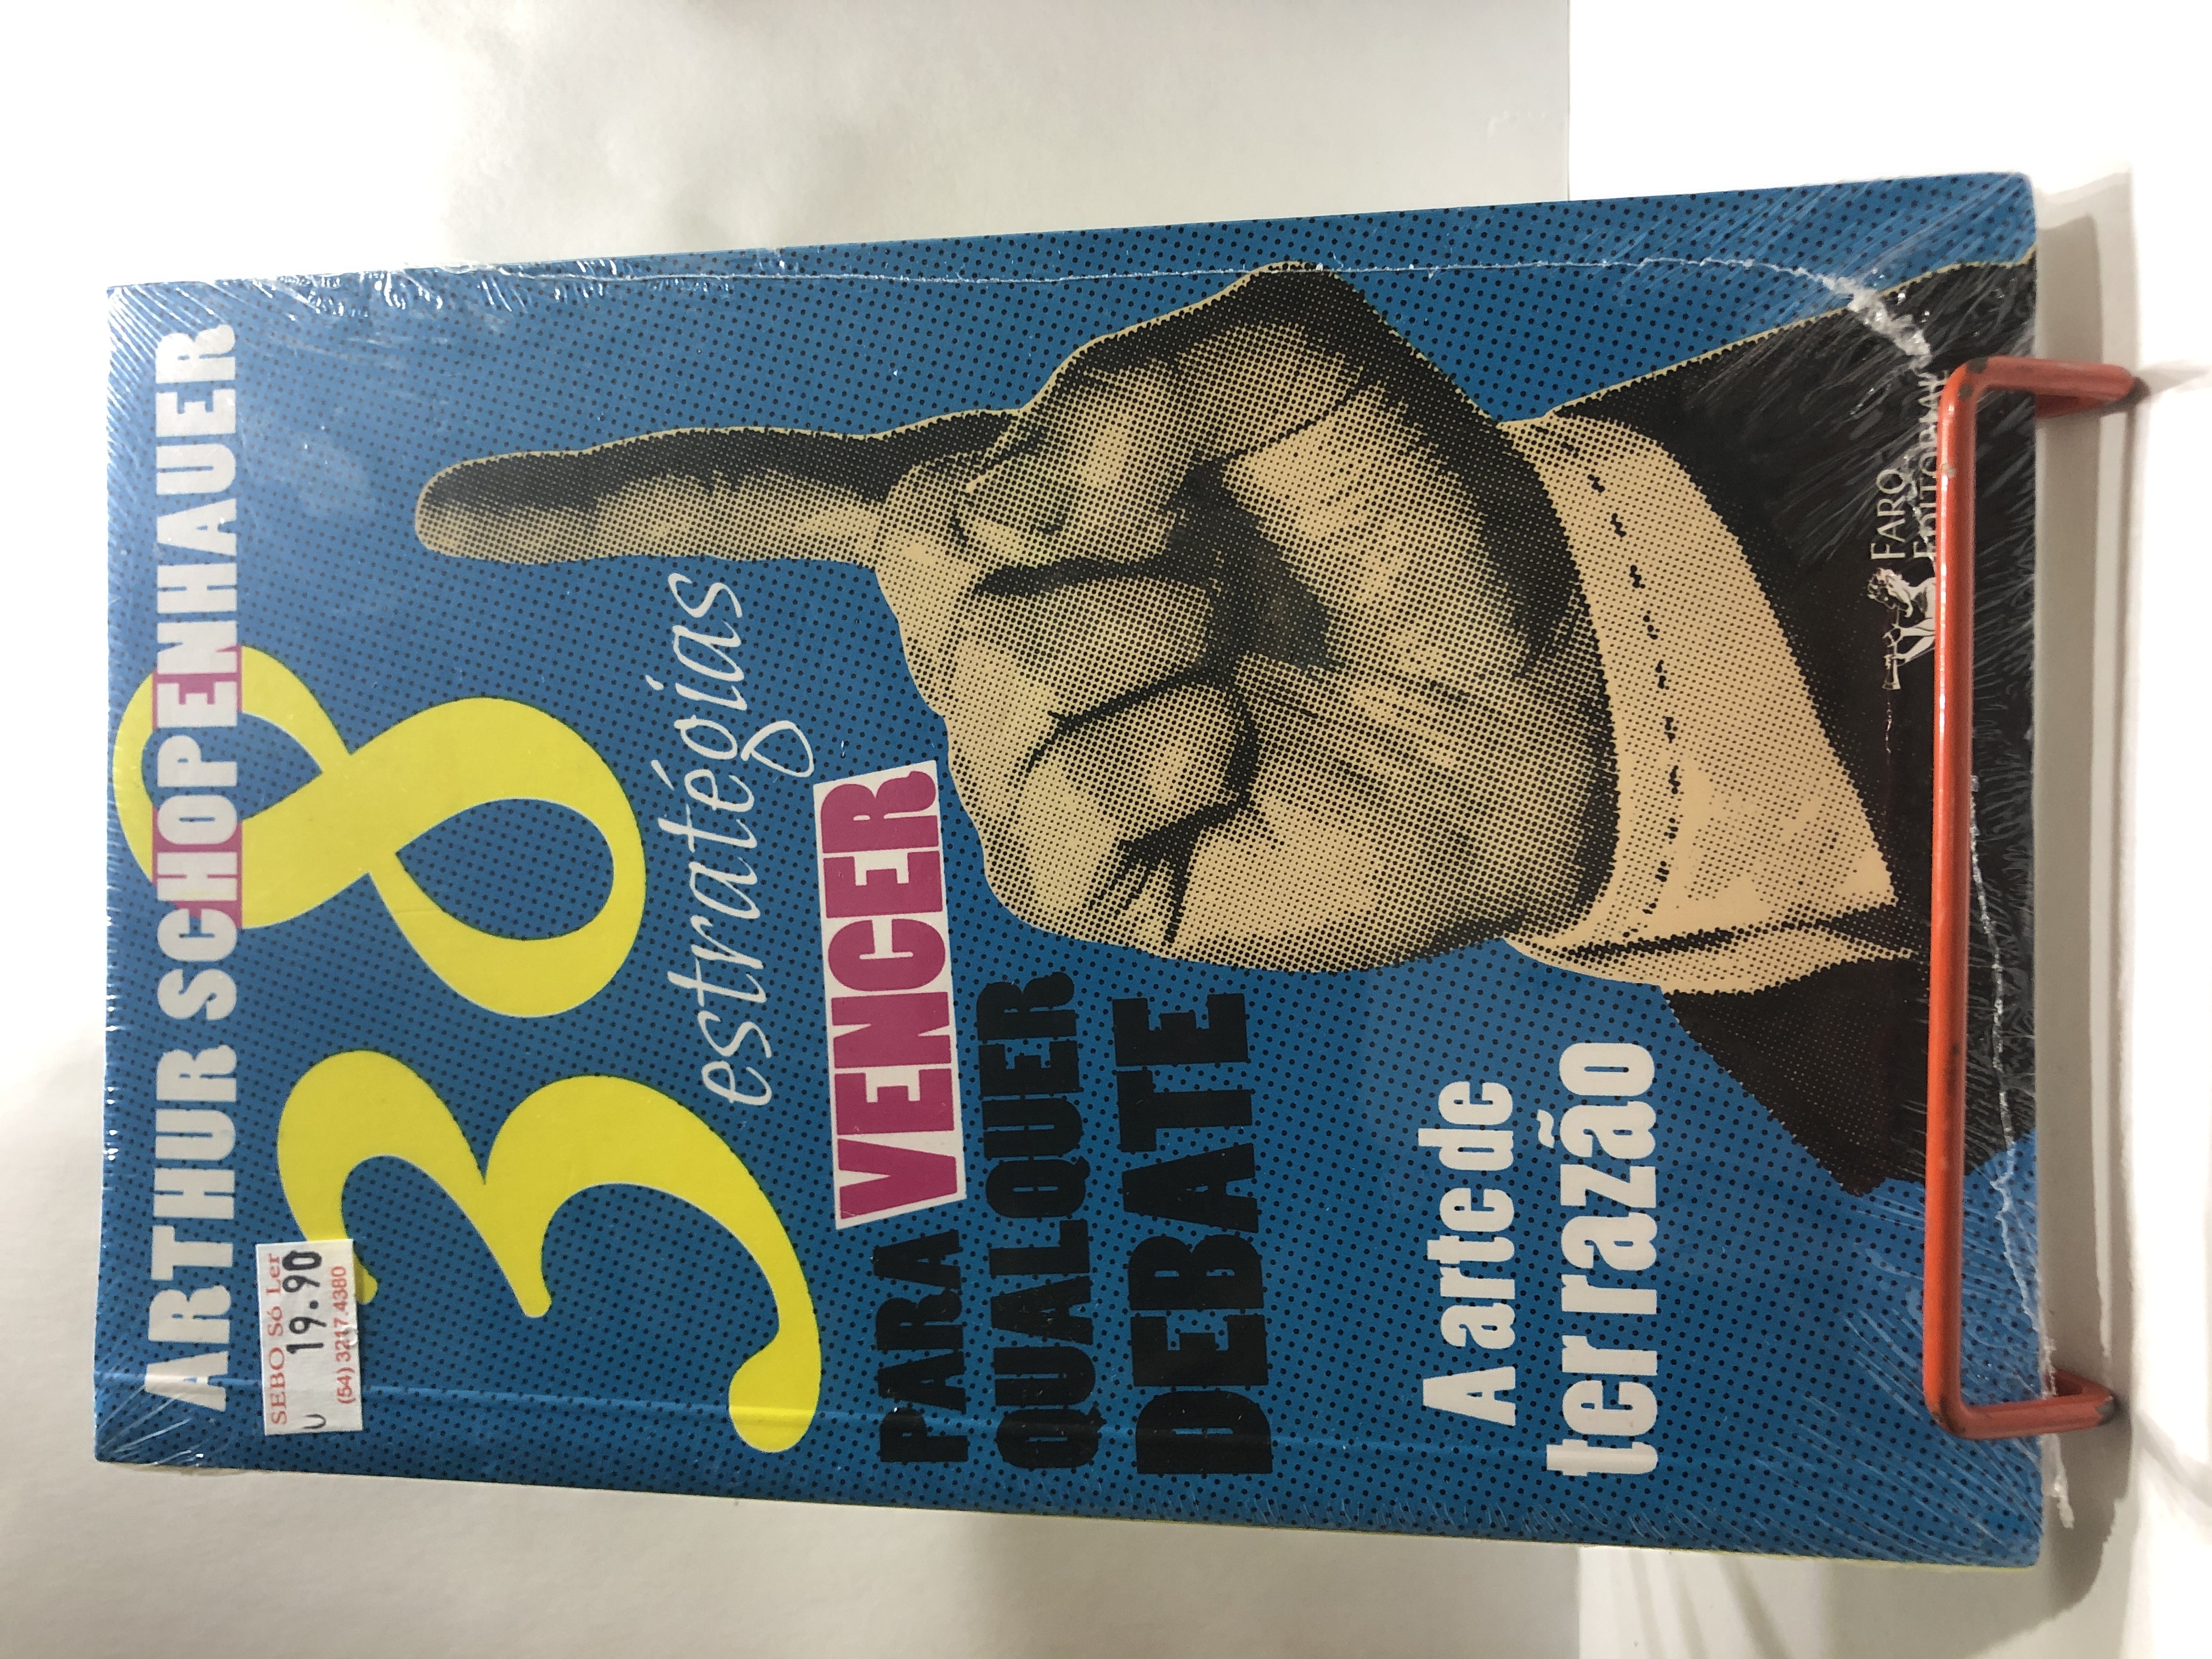 ARTHUR SCHOPENHAUER
SEBO Só Ler
U 19.90
(54) 3217.4380
38
estratégias
PARA VENCER
QUALQUER
DEBATE
A arte de
ter razão
FARO
EDITORIAL